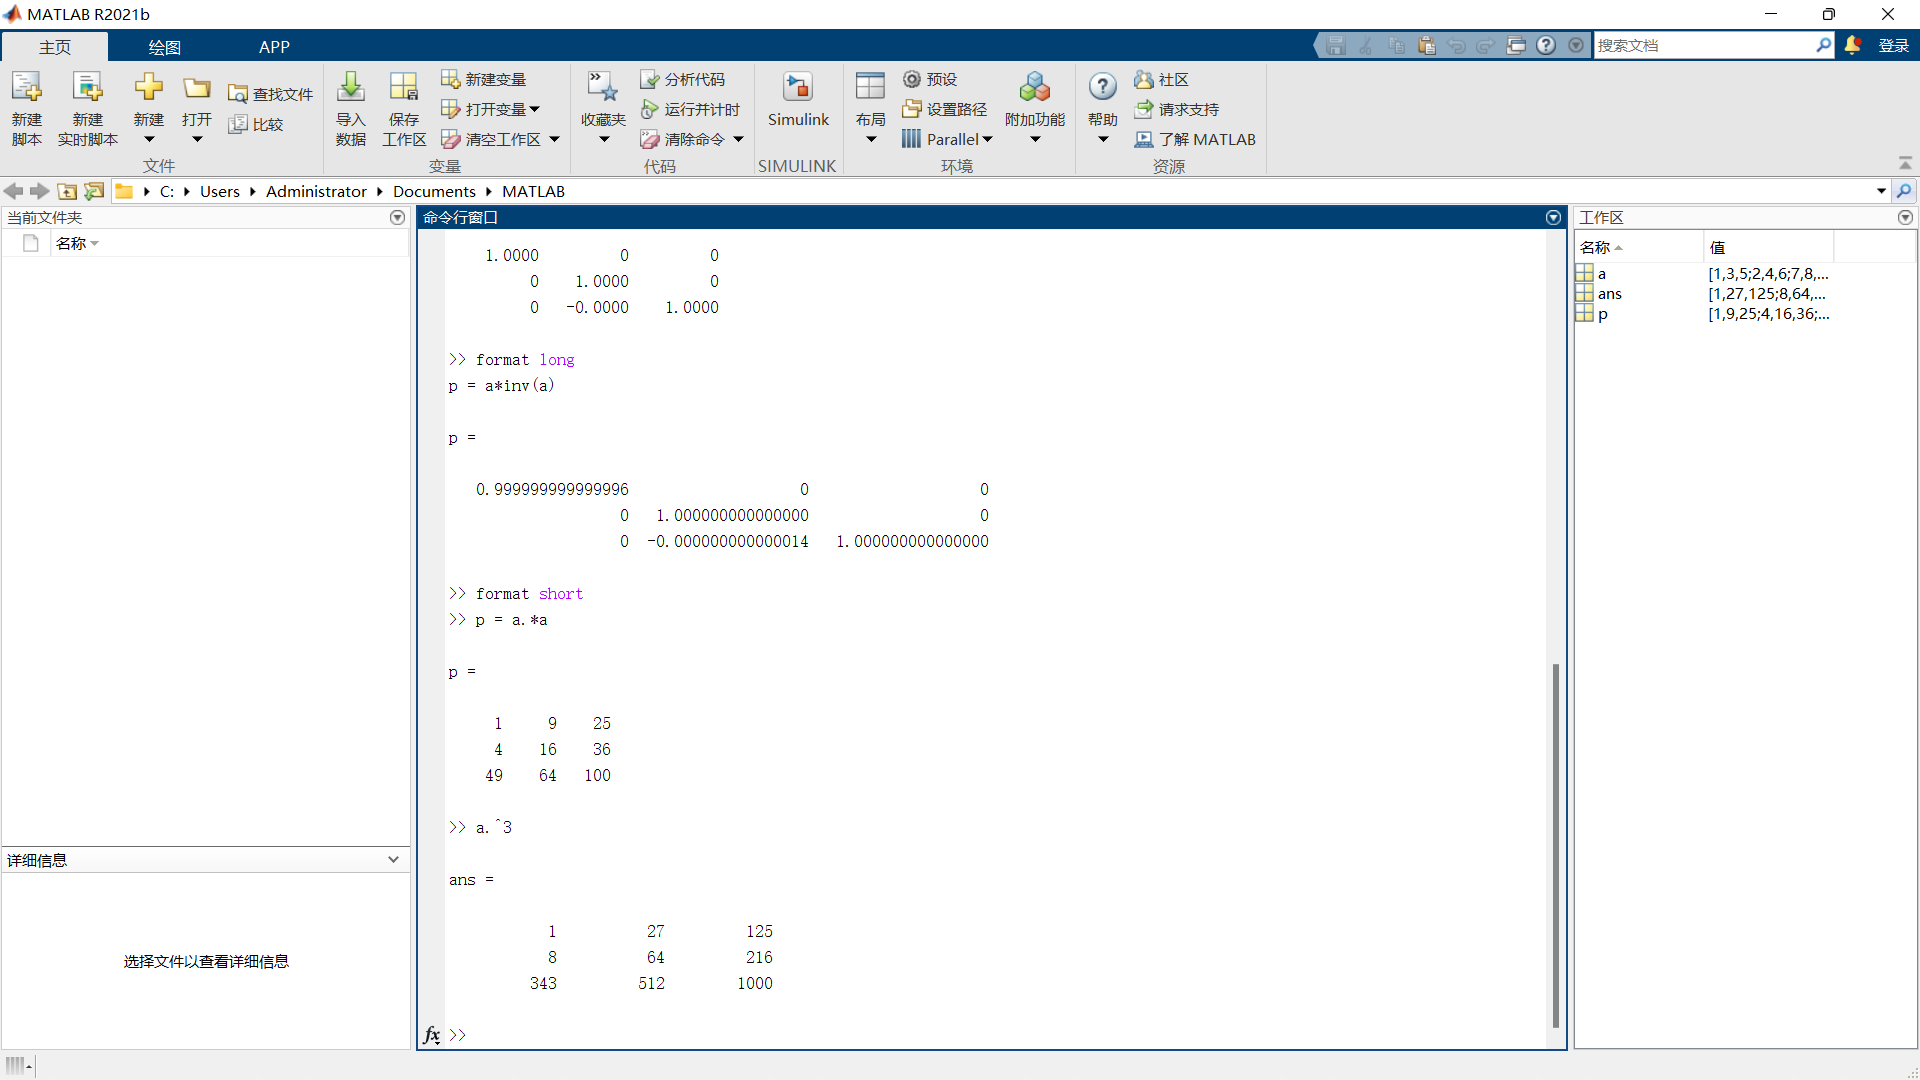 MATLAB R2021b
主页 绘图 APP
搜索文档 登录
新建脚本
新建实时脚本
新建
打开
查找文件
比较
文件
导入数据
保存工作区
新建变量
打开变量
清空工作区
变量
收藏夹
分析代码
运行并计时
清除命令
代码
Simulink
SIMULINK
布局
预设
设置路径
Parallel
附加功能
环境
帮助
社区
请求支持
了解 MATLAB
资源
C: Users Administrator Documents MATLAB
当前文件夹
名称
详细信息
选择文件以查看详细信息
命令行窗口
1.0000 0 0
0 1.0000 0
0 -0.0000 1.0000
>> format long
p = a*inv(a)
p =
0.999999999999996 0 0
0 1.000000000000000 0
0 -0.000000000000014 1.000000000000000
>> format short
>> p = a.*a
p =
1 9 25
4 16 36
49 64 100
>> a.^3
ans =
1 27 125
8 64 216
343 512 1000
fx >>
工作区
名称 值
a [1,3,5;2,4,6;7,8,...
ans [1,27,125;8,64,...
p [1,9,25;4,16,36;...